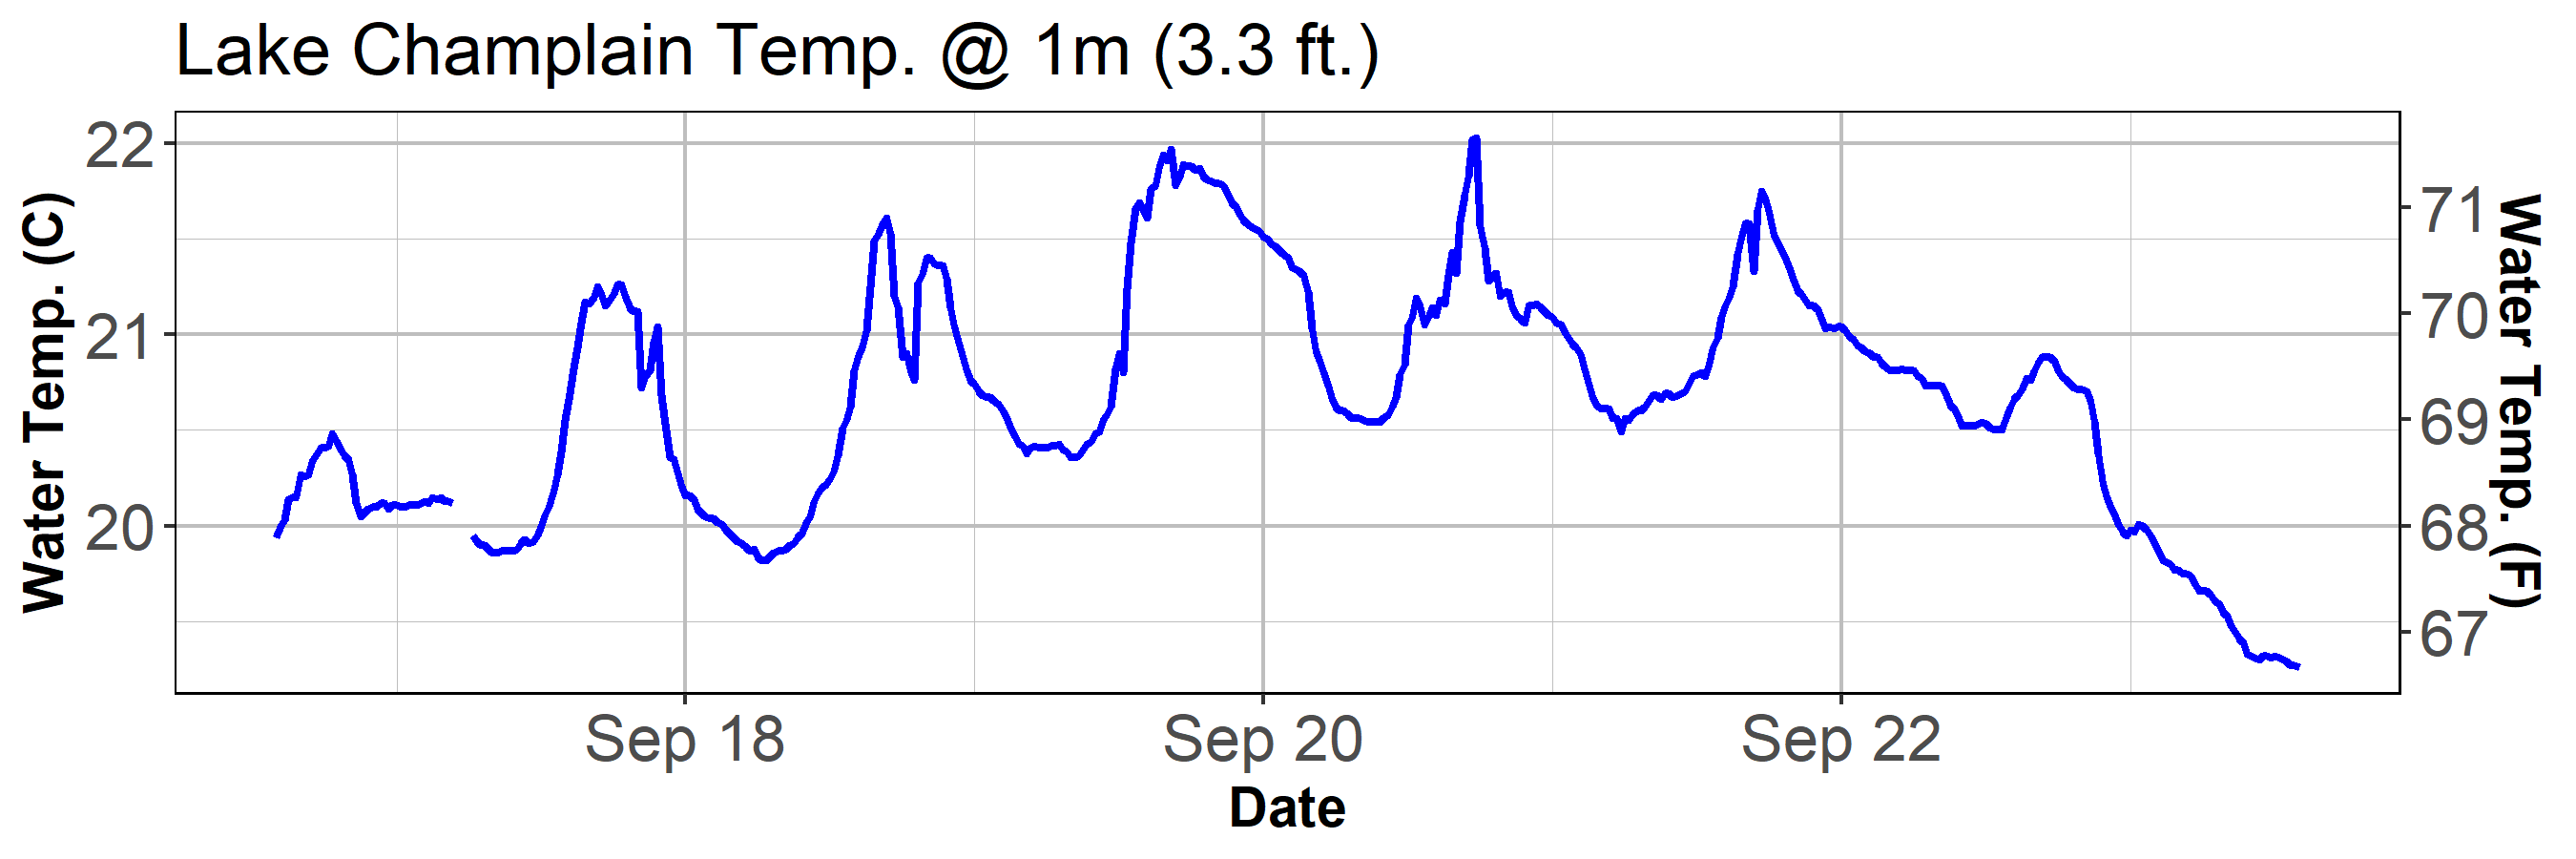 Lake Champlain Temp. @ 1m (3.3 ft.)
Water Temp. (C)
22
21
20
71
70
69
68
67
Water Temp. (F)
Sep 18
Sep 20
Sep 22
Date